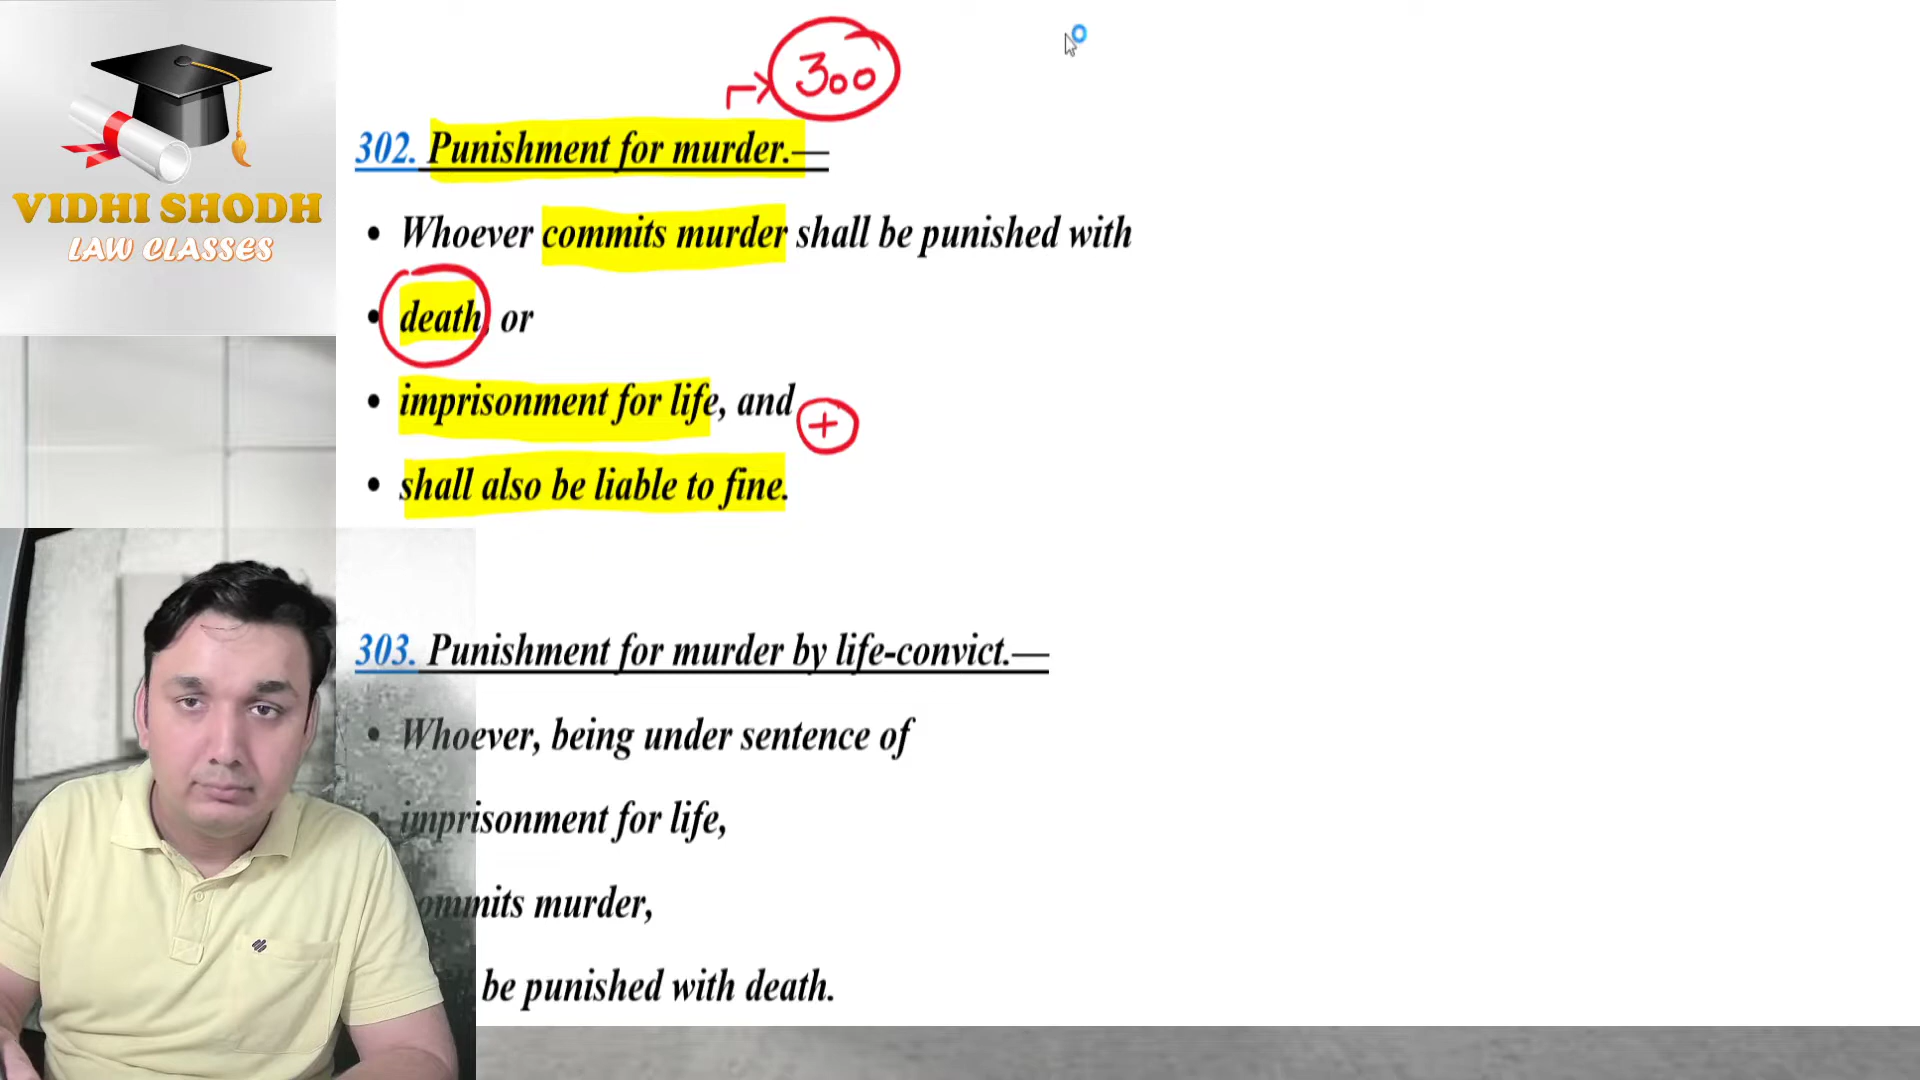 VIDHI SHODH
LAW CLASSES
300
302. Punishment for murder.—
• Whoever commits murder shall be punished with
• death, or
• imprisonment for life, and
+
• shall also be liable to fine.
303. Punishment for murder by life-convict.—
• Whoever, being under sentence of
• imprisonment for life,
commits murder,
be punished with death.